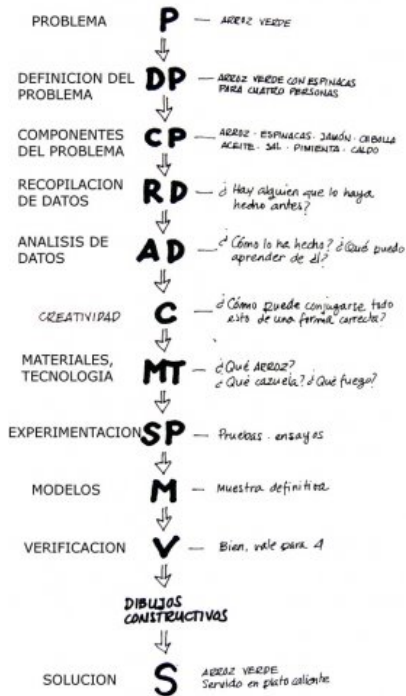 PROBLEMA P — ARROZ VERDE
DEFINICION DEL PROBLEMA DP — ARROZ VERDE CON ESPINACAS
PARA CUATRO PERSONAS
COMPONENTES DEL PROBLEMA CP — ARROZ · ESPINACAS · JAMÓN · CEBOLLA
ACEITE · SAL · PIMIENTA · CALDO
RECOPILACION DE DATOS RD — ¿Hay alguien que lo haya
hecho antes?
ANALISIS DE DATOS AD — ¿Cómo lo ha hecho? ¿Qué puedo
aprender de él?
CREATIVIDAD C — ¿Cómo puede conjugarse todo
esto de una forma correcta?
MATERIALES, TECNOLOGIA MT — ¿Qué ARROZ?
¿Qué cazuela? ¿Qué fuego?
EXPERIMENTACION SP — Pruebas · ensayos
MODELOS M — Muestra definitiva
VERIFICACION V — Bien, vale para 4
DIBUJOS
CONSTRUCTIVOS
SOLUCION S ARROZ VERDE
Servido en plato caliente